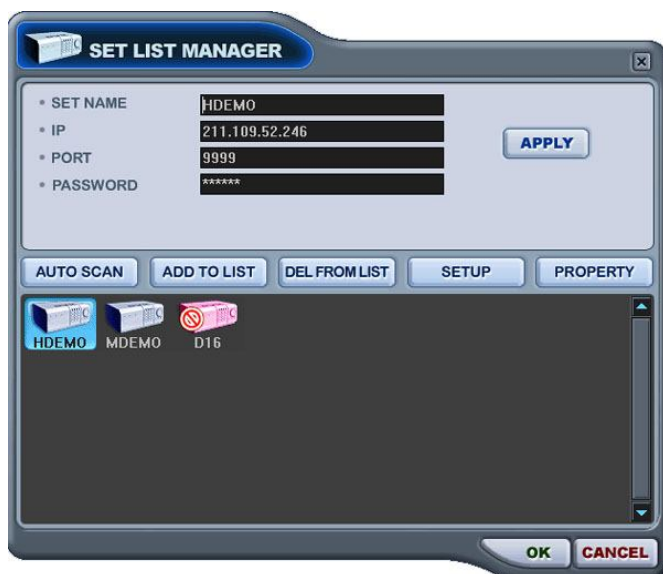 SET LIST MANAGER
SET NAME HDEMO
IP 211.109.52.246
PORT 9999
PASSWORD ******
APPLY
AUTO SCAN ADD TO LIST DEL FROM LIST SETUP PROPERTY
HDEMO MDEMO D16
OK CANCEL